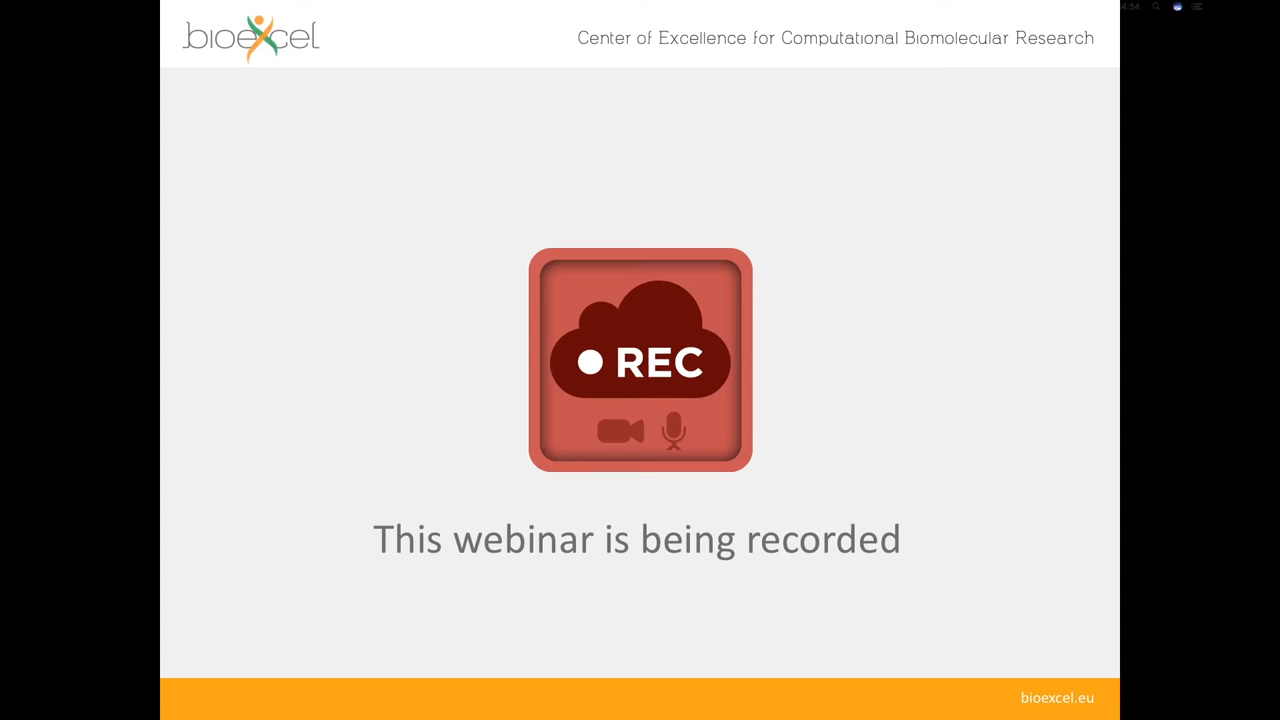 bioexcel
Center of Excellence for Computational Biomolecular Research
REC
This webinar is being recorded
bioexcel.eu